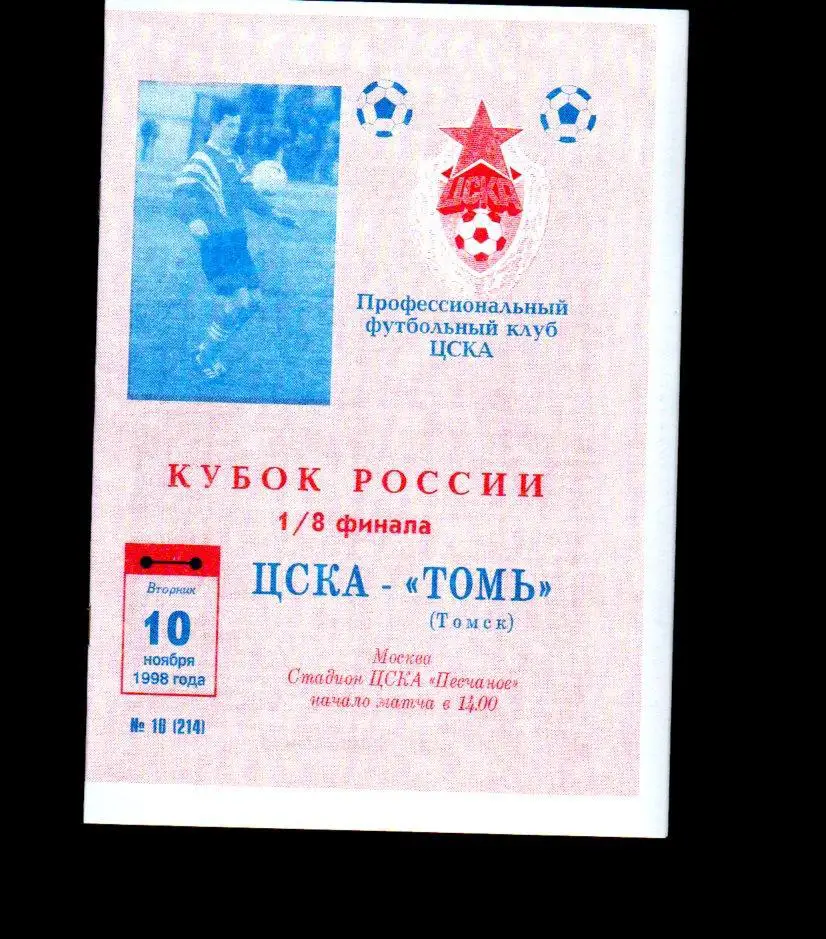 ЦСКА
Профессиональный
футбольный клуб
ЦСКА
КУБОК РОССИИ
1/8 финала
ЦСКА - «ТОМЬ»
(Томск)
Вторник
10
ноября
1998 года
№ 16 (214)
Москва
Стадион ЦСКА «Песчаное»
начало матча в 14.00